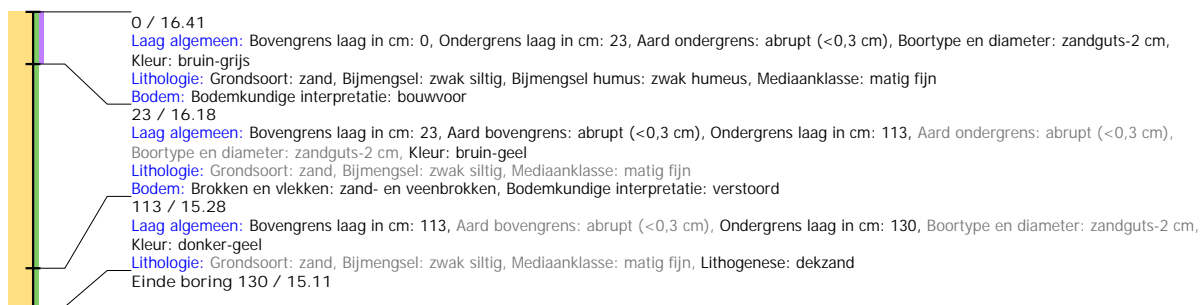 0 / 16.41
Laag algemeen: Bovengrens laag in cm: 0, Ondergrens laag in cm: 23, Aard ondergrens: abrupt (<0,3 cm), Boortype en diameter: zandguts-2 cm,
Kleur: bruin-grijs
Lithologie: Grondsoort: zand, Bijmengsel: zwak siltig, Bijmengsel humus: zwak humeus, Mediaanklasse: matig fijn
Bodem: Bodemkundige interpretatie: bouwvoor
23 / 16.18
Laag algemeen: Bovengrens laag in cm: 23, Aard bovengrens: abrupt (<0,3 cm), Ondergrens laag in cm: 113, Aard ondergrens: abrupt (<0,3 cm),
Boortype en diameter: zandguts-2 cm, Kleur: bruin-geel
Lithologie: Grondsoort: zand, Bijmengsel: zwak siltig, Mediaanklasse: matig fijn
Bodem: Brokken en vlekken: zand- en veenbrokken, Bodemkundige interpretatie: verstoord
113 / 15.28
Laag algemeen: Bovengrens laag in cm: 113, Aard bovengrens: abrupt (<0,3 cm), Ondergrens laag in cm: 130, Boortype en diameter: zandguts-2 cm,
Kleur: donker-geel
Lithologie: Grondsoort: zand, Bijmengsel: zwak siltig, Mediaanklasse: matig fijn, Lithogenese: dekzand
Einde boring 130 / 15.11